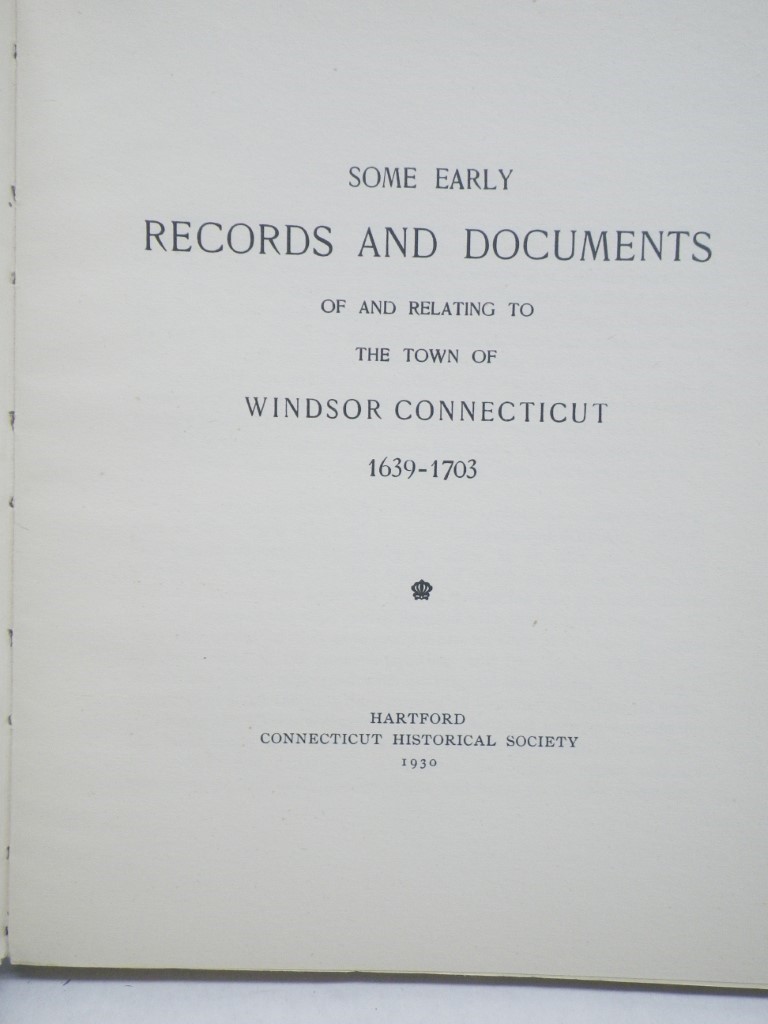 SOME EARLY
RECORDS AND DOCUMENTS
OF AND RELATING TO
THE TOWN OF
WINDSOR CONNECTICUT
1639-1703
HARTFORD
CONNECTICUT HISTORICAL SOCIETY
1930